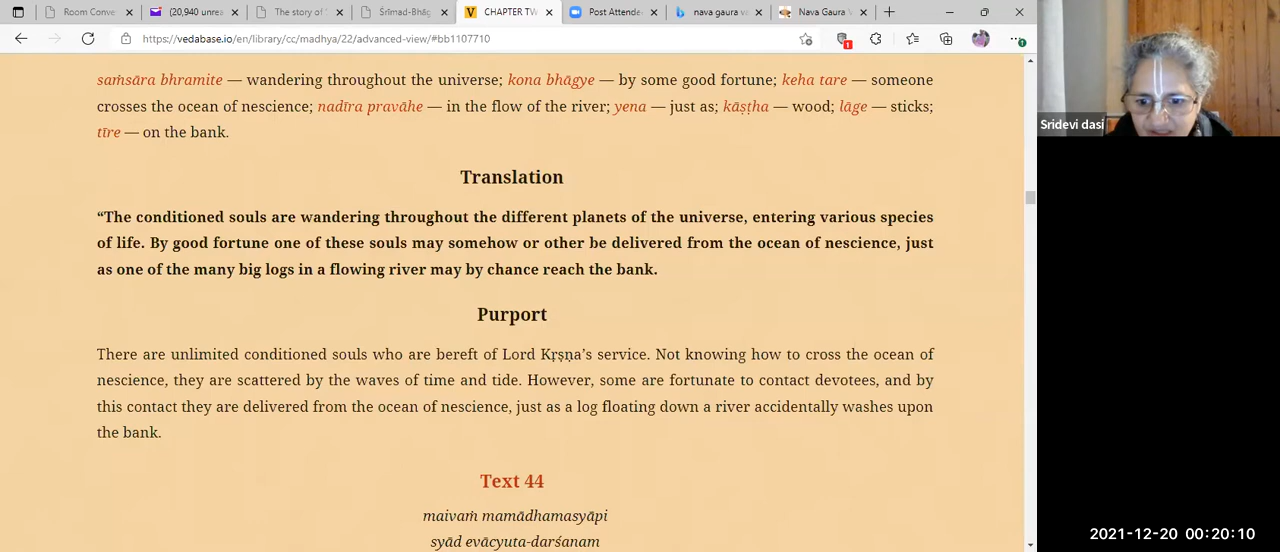 Room Conve
(20,940 unrea
The story of '
Śrīmad-Bhāg
CHAPTER TW
Post Attende
nava gaura vo
Nava Gaura V
https://vedabase.io/en/library/cc/madhya/22/advanced-view/#bb1107710
1
saṁsāra bhramite — wandering throughout the universe; kona bhāgye — by some good fortune; keha tare — someone
crosses the ocean of nescience; nadīra pravāhe — in the flow of the river; yena — just as; kāṣṭha — wood; lāge — sticks;
tīre — on the bank.
Translation
“The conditioned souls are wandering throughout the different planets of the universe, entering various species
of life. By good fortune one of these souls may somehow or other be delivered from the ocean of nescience, just
as one of the many big logs in a flowing river may by chance reach the bank.
Purport
There are unlimited conditioned souls who are bereft of Lord Kṛṣṇa’s service. Not knowing how to cross the ocean of
nescience, they are scattered by the waves of time and tide. However, some are fortunate to contact devotees, and by
this contact they are delivered from the ocean of nescience, just as a log floating down a river accidentally washes upon
the bank.
Text 44
maivaṁ mamādhamasyāpi
syād evācyuta-darśanam
Sridevi dasi
2021-12-20 00:20:10